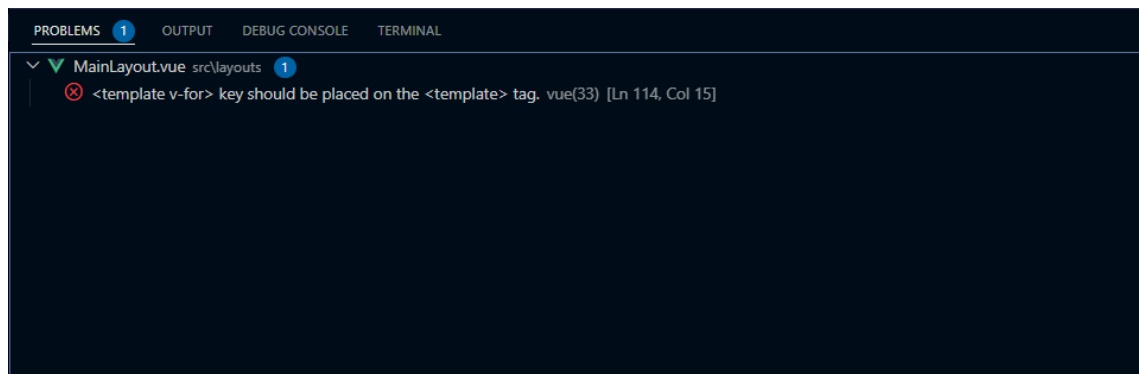 PROBLEMS 1 OUTPUT DEBUG CONSOLE TERMINAL
MainLayout.vue src\layouts 1
<template v-for> key should be placed on the <template> tag. vue(33) [Ln 114, Col 15]